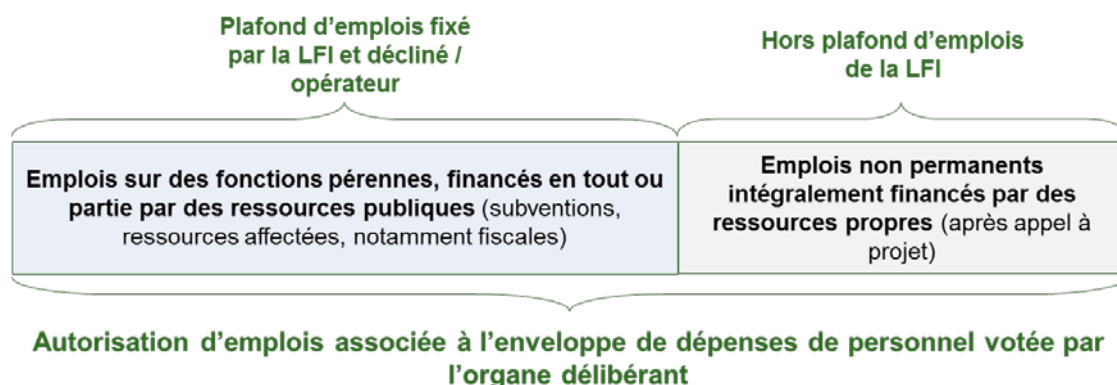 Plafond d’emplois fixé
par la LFI et décliné /
opérateur
Hors plafond d’emplois
de la LFI
Emplois sur des fonctions pérennes, financés en tout ou
partie par des ressources publiques (subventions,
ressources affectées, notamment fiscales)
Emplois non permanents
intégralement financés par des
ressources propres (après appel à
projet)
Autorisation d’emplois associée à l’enveloppe de dépenses de personnel votée par
l’organe délibérant